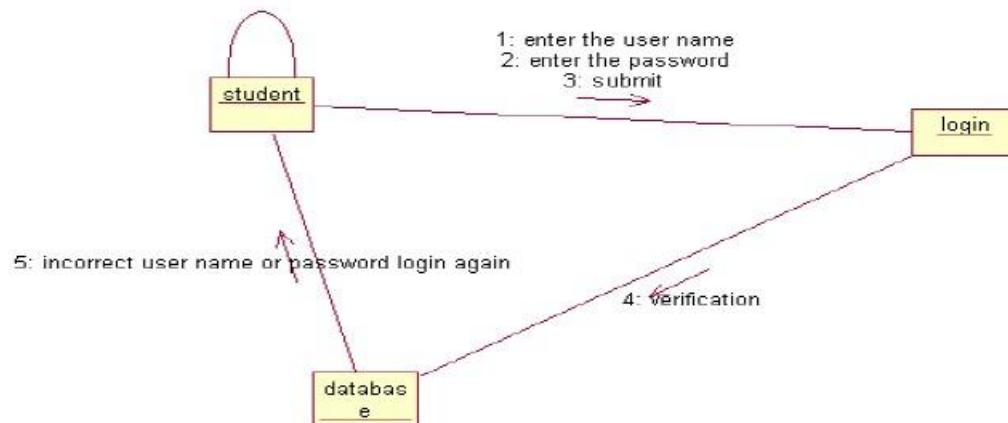 1: enter the user name
2: enter the password
3: submit
student
login
5: incorrect user name or password login again
4: verification
databas
e